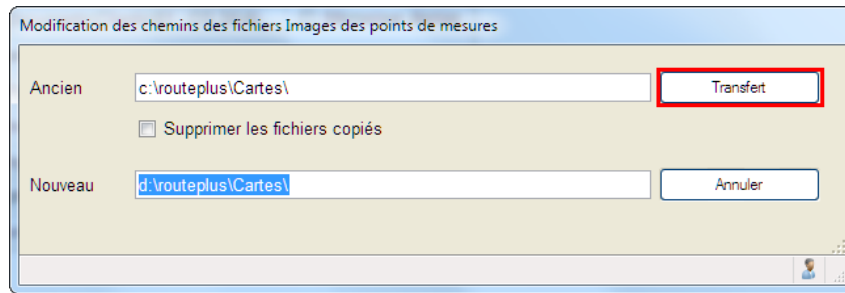 Modification des chemins des fichiers Images des points de mesures
Ancien c:\routeplus\Cartes\ Transfert
Supprimer les fichiers copiés
Nouveau d:\routeplus\Cartes\ Annuler